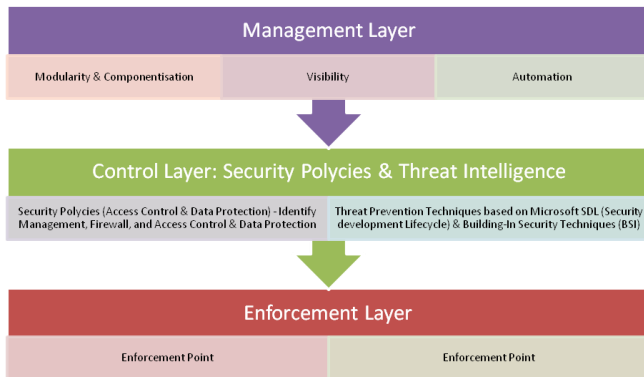 Management Layer
Modularity & Componentisation
Visibility
Automation
Control Layer: Security Polycies & Threat Intelligence
Security Polycies (Access Control & Data Protection) - Identify
Management, Firewall, and Access Control & Data Protection
Threat Prevention Techniques based on Microsoft SDL (Security
development Lifecycle) & Building-In Security Techniques (BSI)
Enforcement Layer
Enforcement Point
Enforcement Point